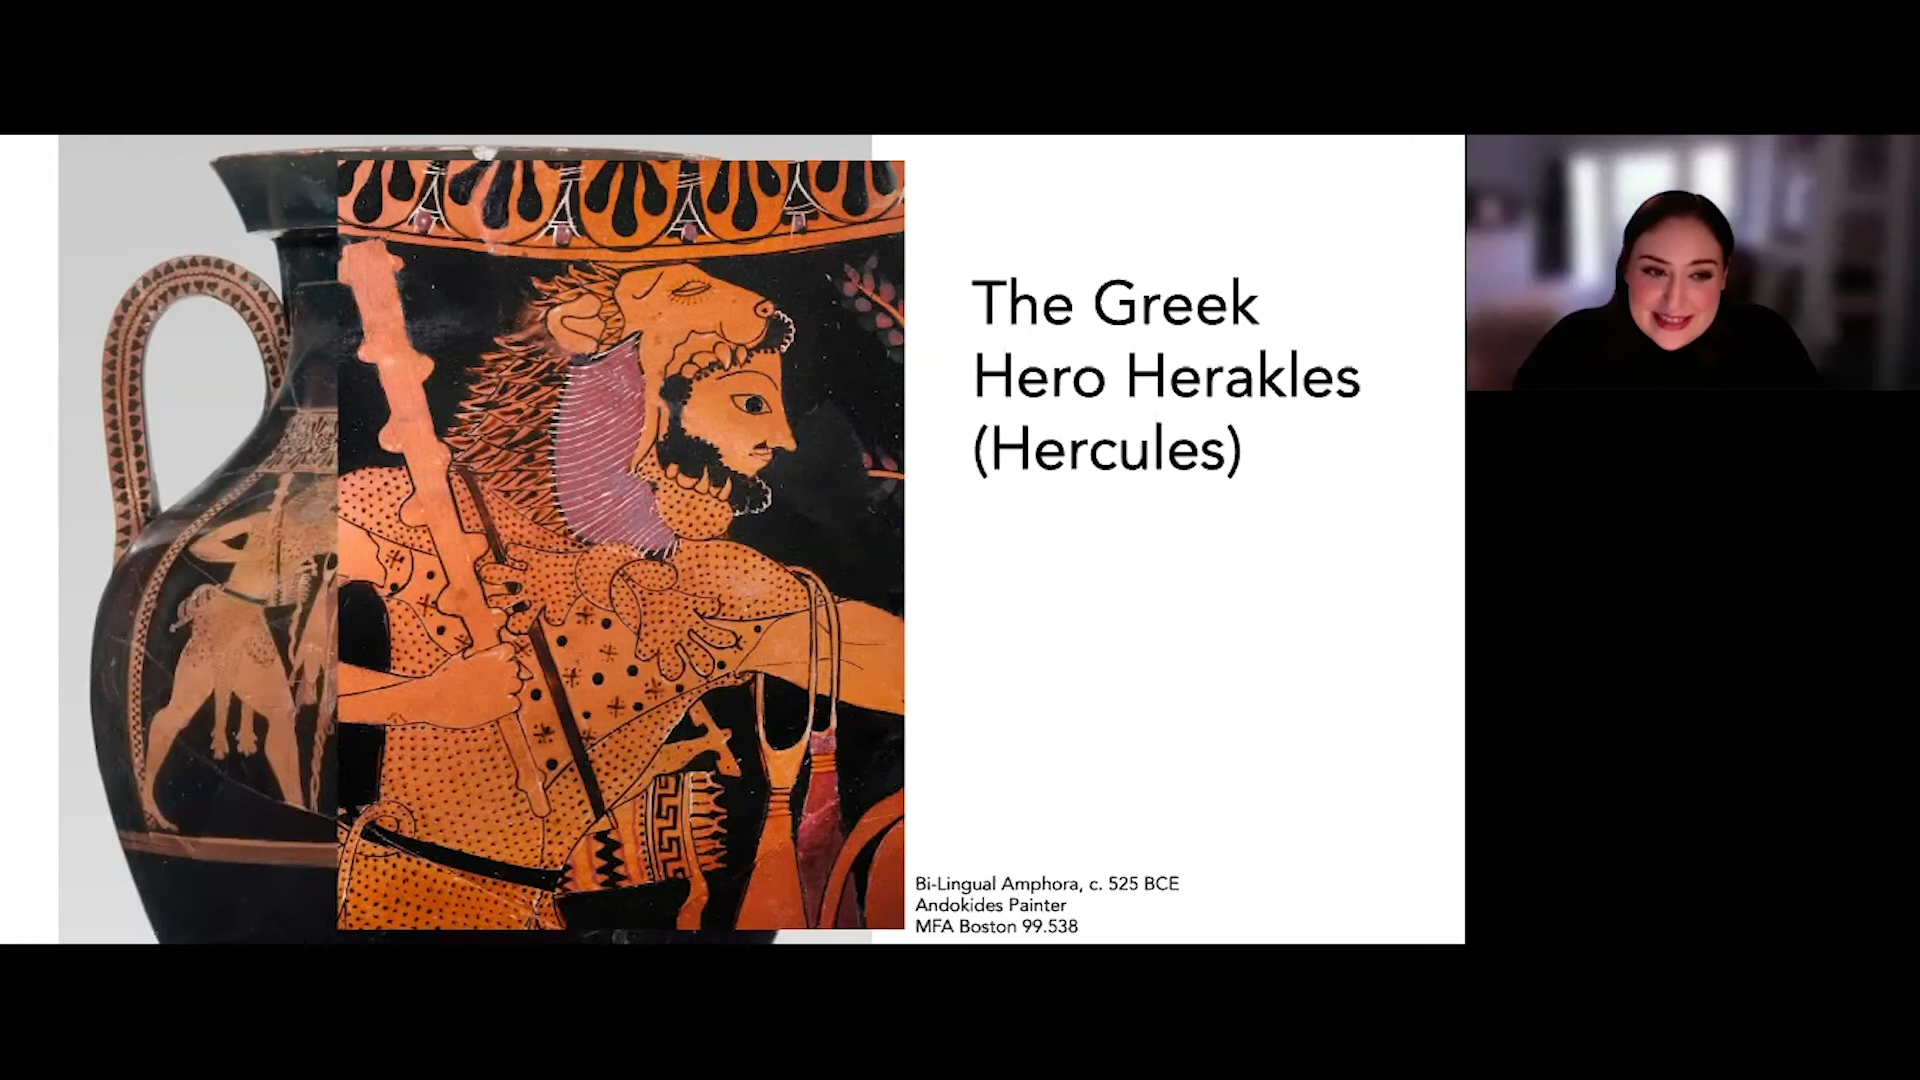 The Greek
Hero Herakles
(Hercules)
Bi-Lingual Amphora, c. 525 BCE
Andokides Painter
MFA Boston 99.538